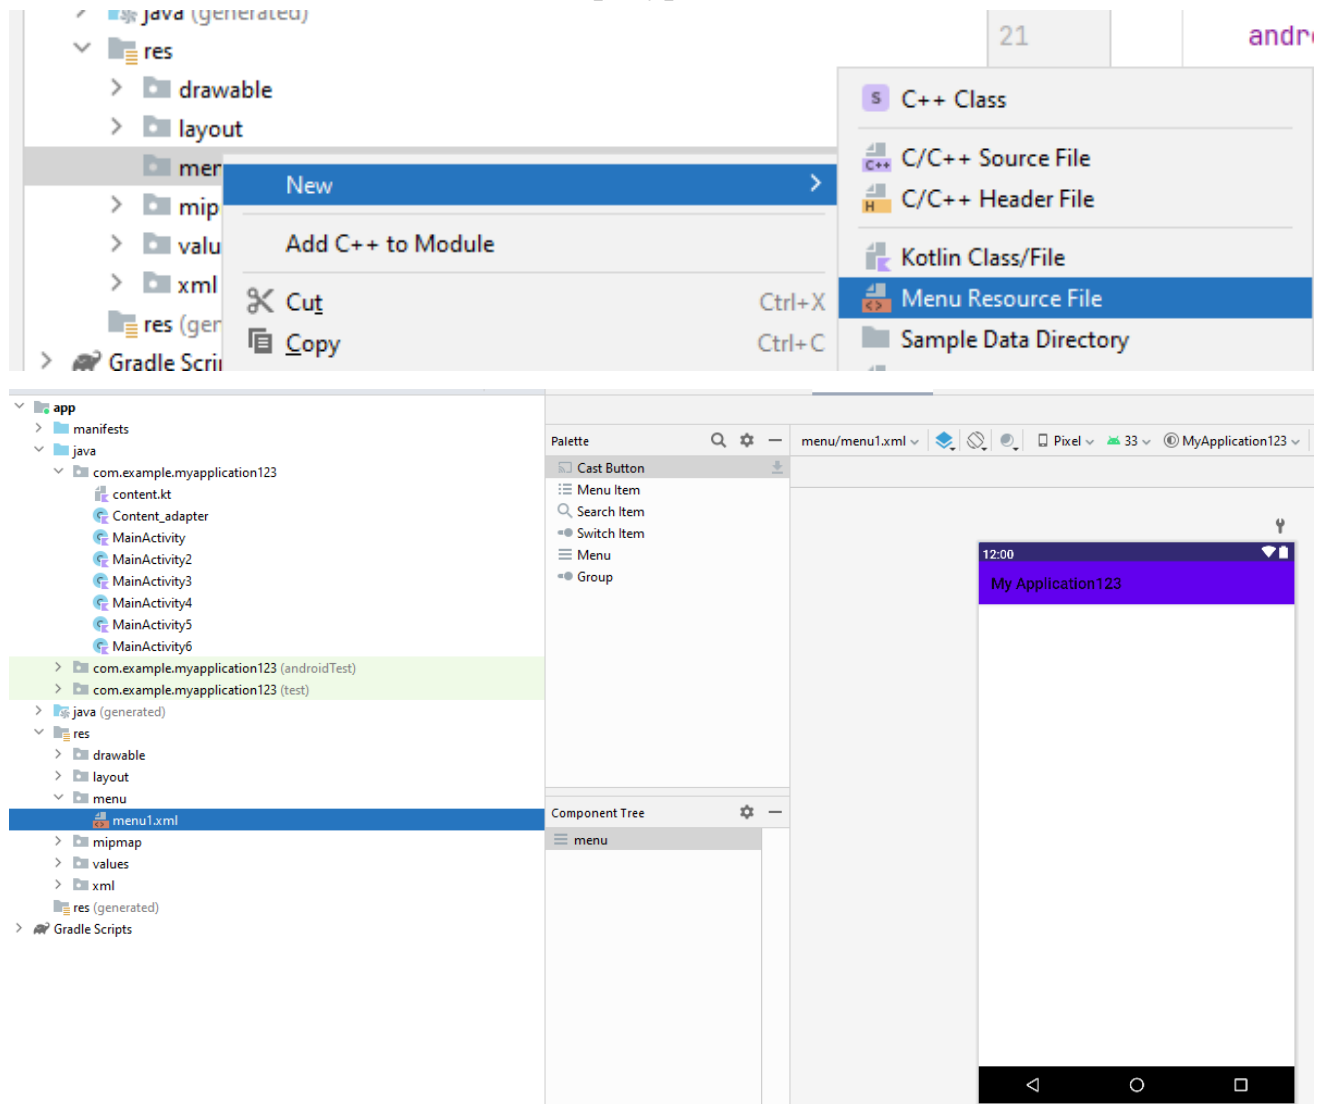 java (generated)
res
21
andr
drawable
C++ Class
layout
C++
C/C++ Source File
New
H
C/C++ Header File
mip
Add C++ to Module
valu
Kotlin Class/File
xml
Cut
Ctrl+X
Menu Resource File
res (ger
Copy
Ctrl+C
Sample Data Directory
Gradle Scri
app
manifests
Palette
menu/menu1.xml
Pixel
33
MyApplication123
java
com.example.myapplication123
Cast Button
content.kt
Menu Item
Content_adapter
Search Item
MainActivity
Switch Item
MainActivity2
Menu
12:00
MainActivity3
Group
My Application123
MainActivity4
MainActivity5
MainActivity6
com.example.myapplication123 (androidTest)
com.example.myapplication123 (test)
java (generated)
res
drawable
layout
menu
Component Tree
menu1.xml
mipmap
menu
values
xml
res (generated)
Gradle Scripts